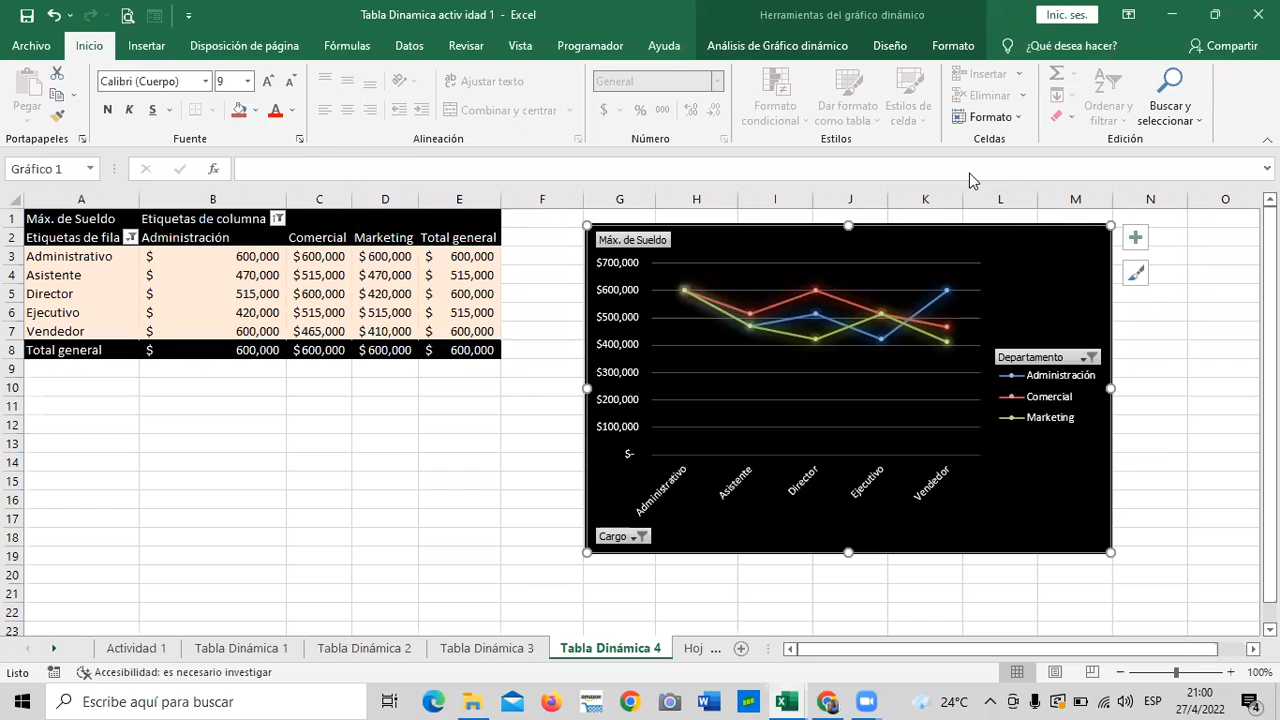 Tabla Dinamica activ idad 1 - Excel
Herramientas del gráfico dinámico
Inic. ses.
Archivo Inicio Insertar Disposición de página Fórmulas Datos Revisar Vista Programador Ayuda Análisis de Gráfico dinámico Diseño Formato ¿Qué desea hacer? Compartir
Pegar
Calibri (Cuerpo) 9
N K S
Ajustar texto
Combinar y centrar
General
$ % 000
Formato condicional
Dar formato como tabla
Estilos de celda
Insertar
Eliminar
Formato
Ordenar y filtrar
Buscar y seleccionar
Portapapeles Fuente Alineación Número Estilos Celdas Edición
Gráfico 1 fx
A B C D E F G H I J K L M N O
1 Máx. de Sueldo Etiquetas de columna
2 Etiquetas de fila Administración Comercial Marketing Total general
3 Administrativo $ 600,000 $600,000 $600,000 $ 600,000
4 Asistente $ 470,000 $515,000 $470,000 $ 515,000
5 Director $ 515,000 $600,000 $420,000 $ 600,000
6 Ejecutivo $ 420,000 $515,000 $515,000 $ 515,000
7 Vendedor $ 600,000 $465,000 $410,000 $ 600,000
8 Total general $ 600,000 $600,000 $600,000 $ 600,000
9
10
11
12
13
14
15
16
17
18
19
20
21
22
23
Máx. de Sueldo
$700,000
$600,000
$500,000
$400,000
$300,000
$200,000
$100,000
$-
Administrativo Asistente Director Ejecutivo Vendedor
Departamento
Administración
Comercial
Marketing
Cargo
Actividad 1 Tabla Dinámica 1 Tabla Dinámica 2 Tabla Dinámica 3 Tabla Dinámica 4 Hoj ...
Listo Accesibilidad: es necesario investigar 100%
Escribe aquí para buscar
amazon
24°C
ESP
21:00
27/4/2022
4